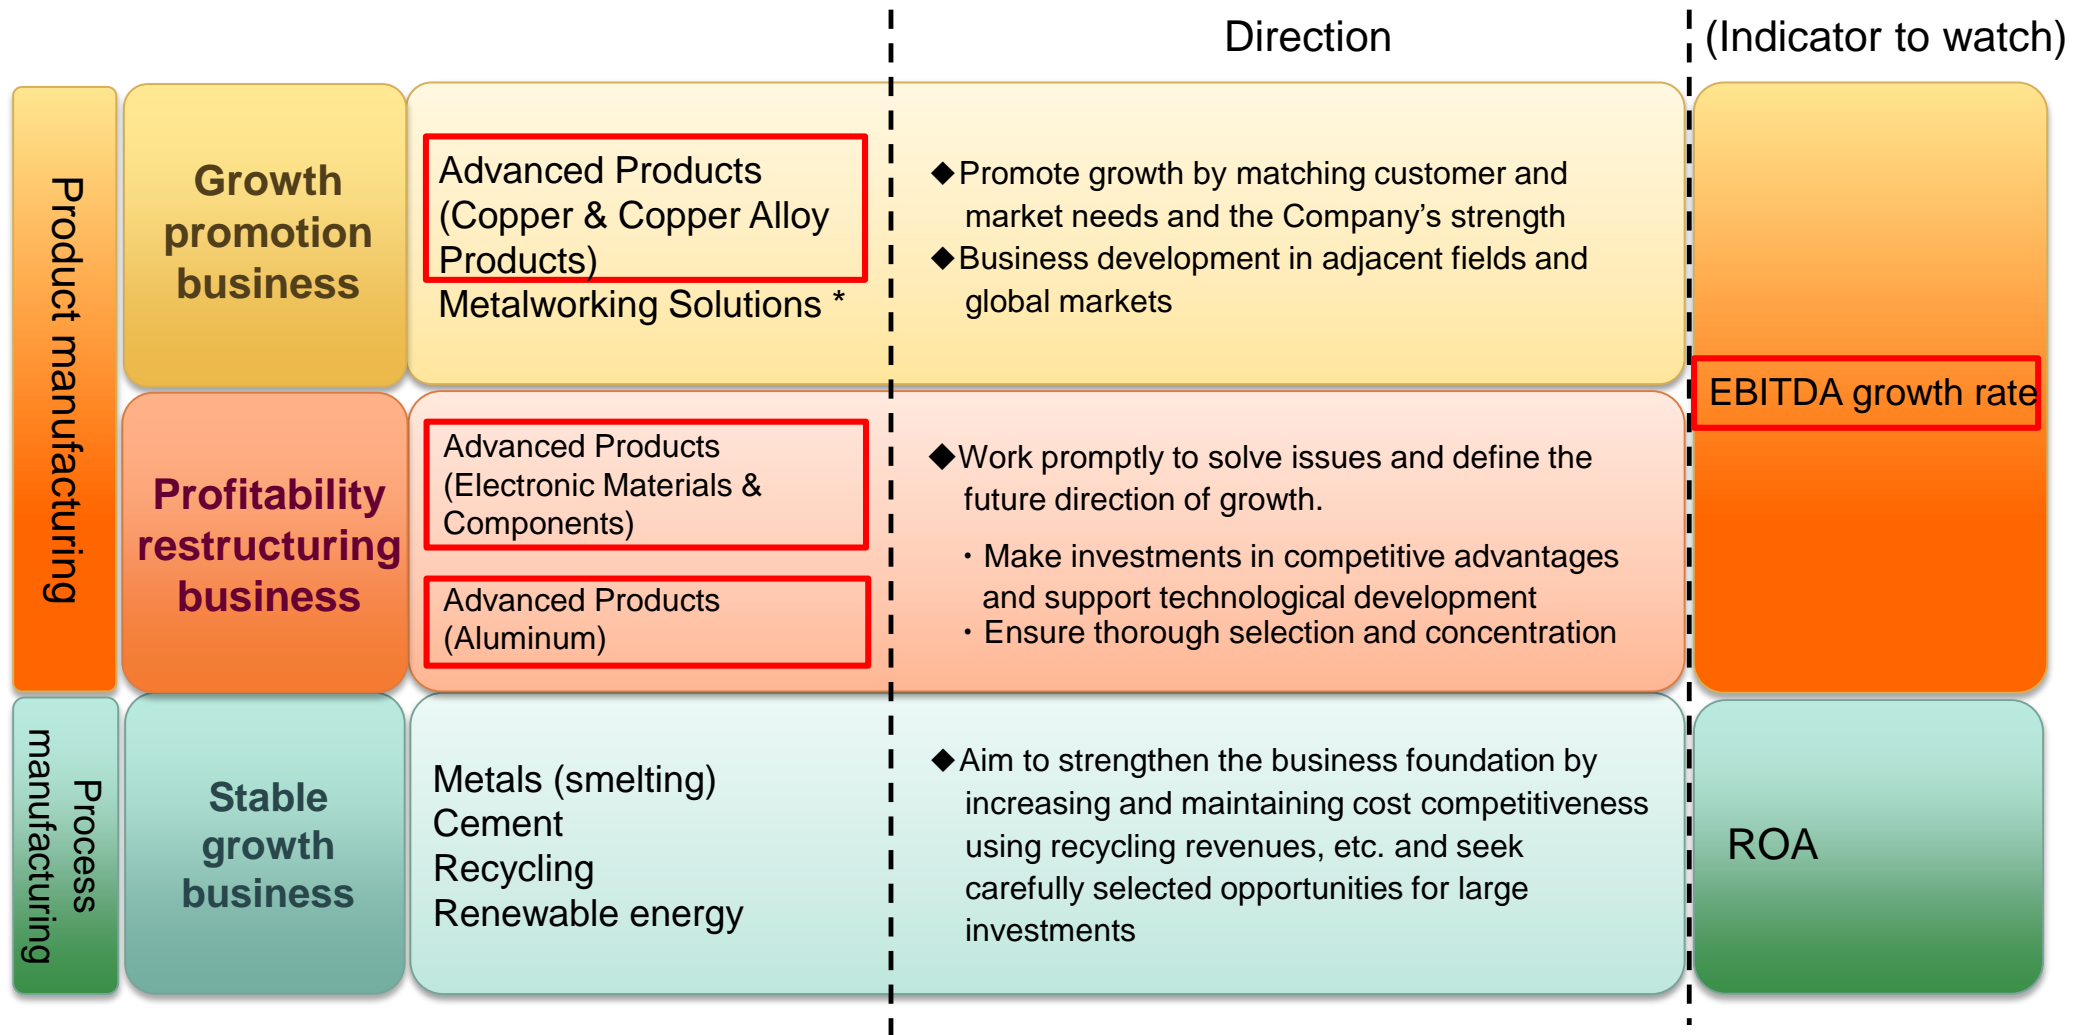 Direction
(Indicator to watch)
Product manufacturing
Growth
promotion
business
Advanced Products
(Copper & Copper Alloy
Products)
Metalworking Solutions *
◆Promote growth by matching customer and
market needs and the Company’s strength
◆Business development in adjacent fields and
global markets
EBITDA growth rate
Profitability
restructuring
business
Advanced Products
(Electronic Materials &
Components)
Advanced Products
(Aluminum)
◆Work promptly to solve issues and define the
future direction of growth.
・Make investments in competitive advantages
and support technological development
・Ensure thorough selection and concentration
Process
manufacturing
Stable
growth
business
Metals (smelting)
Cement
Recycling
Renewable energy
◆Aim to strengthen the business foundation by
increasing and maintaining cost competitiveness
using recycling revenues, etc. and seek
carefully selected opportunities for large
investments
ROA